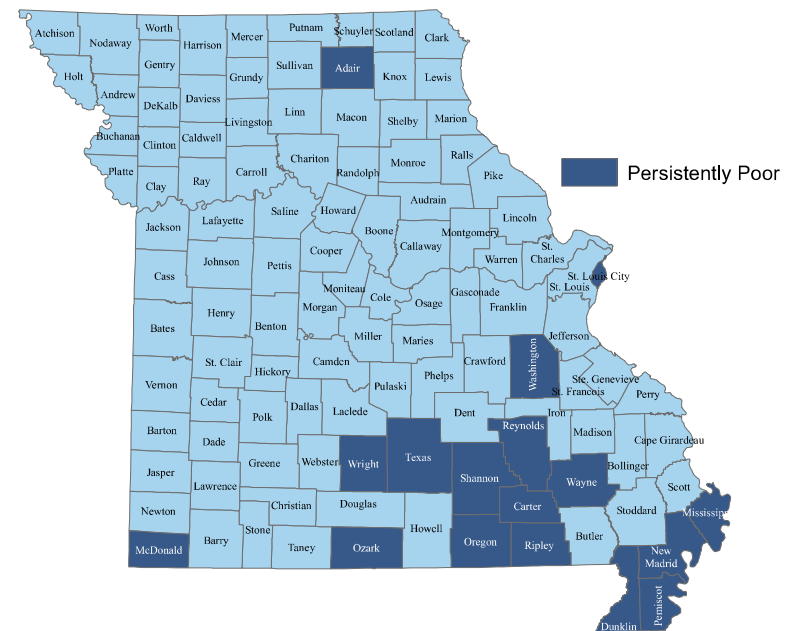 Atchison
Nodaway
Worth
Harrison
Mercer
Putnam
Schuyler
Scotland
Clark
Holt
Andrew
Gentry
DeKalb
Daviess
Grundy
Sullivan
Adair
Knox
Lewis
Buchanan
Clinton
Caldwell
Livingston
Linn
Macon
Shelby
Marion
Platte
Clay
Ray
Carroll
Chariton
Randolph
Monroe
Ralls
Pike
Persistently Poor
Jackson
Lafayette
Saline
Howard
Boone
Audrain
Callaway
Montgomery
Lincoln
Warren
St.
Charles
St. Louis City
St. Louis
Cass
Johnson
Pettis
Cooper
Moniteau
Cole
Osage
Gasconade
Franklin
Jefferson
Bates
Henry
Benton
Morgan
Miller
Maries
Crawford
Washington
Ste. Genevieve
St. Francois
Perry
Vernon
St. Clair
Hickory
Camden
Pulaski
Phelps
Dent
Iron
Madison
Cape Girardeau
Bollinger
Barton
Cedar
Polk
Dallas
Laclede
Reynolds
Dade
Jasper
Lawrence
Greene
Webster
Wright
Texas
Shannon
Wayne
Scott
Stoddard
Mississippi
Newton
Christian
Douglas
Howell
Carter
Butler
McDonald
Barry
Stone
Taney
Ozark
Oregon
Ripley
New
Madrid
Pemiscot
Dunklin